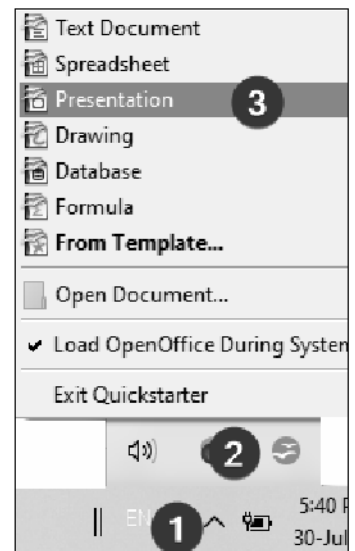 Text Document
Spreadsheet
Presentation 3
Drawing
Database
Formula
From Template...
Open Document...
Load OpenOffice During System
Exit Quickstarter
2
1
5:40 P
30-Jul